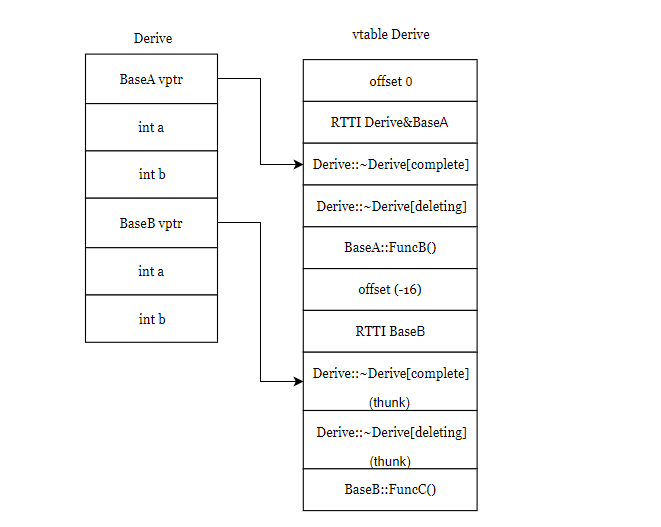 Derive
BaseA vptr
int a
int b
BaseB vptr
int a
int b
vtable Derive
offset 0
RTTI Derive&BaseA
Derive::~Derive[complete]
Derive::~Derive[deleting]
BaseA::FuncB()
offset (-16)
RTTI BaseB
Derive::~Derive[complete]
(thunk)
Derive::~Derive[deleting]
(thunk)
BaseB::FuncC()